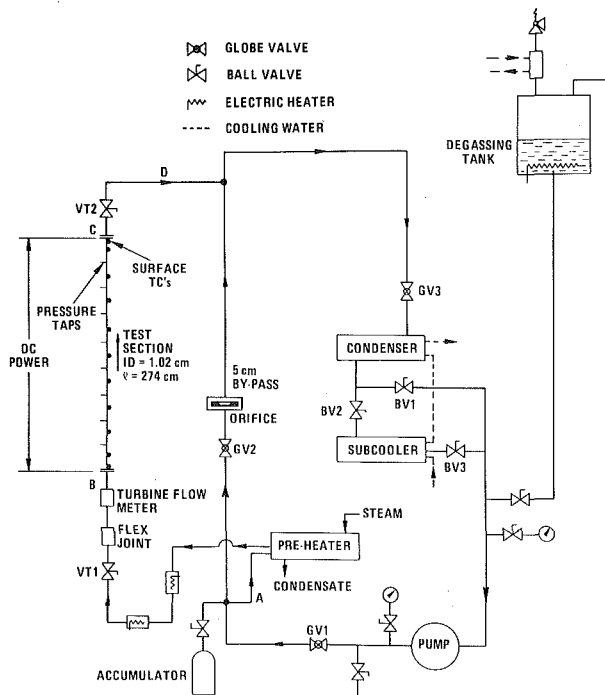 GLOBE VALVE
BALL VALVE
ELECTRIC HEATER
COOLING WATER
DEGASSING
TANK
D
VT2
C
SURFACE
TC's
PRESSURE
TAPS
DC
POWER
TEST
SECTION
ID = 1.02 cm
ℓ = 274 cm
GV3
CONDENSER
5 cm
BY-PASS
ORIFICE
BV1
BV2
GV2
SUBCOOLER
BV3
B
TURBINE FLOW
METER
STEAM
FLEX
JOINT
PRE-HEATER
VT1
CONDENSATE
A
GV1
PUMP
ACCUMULATOR